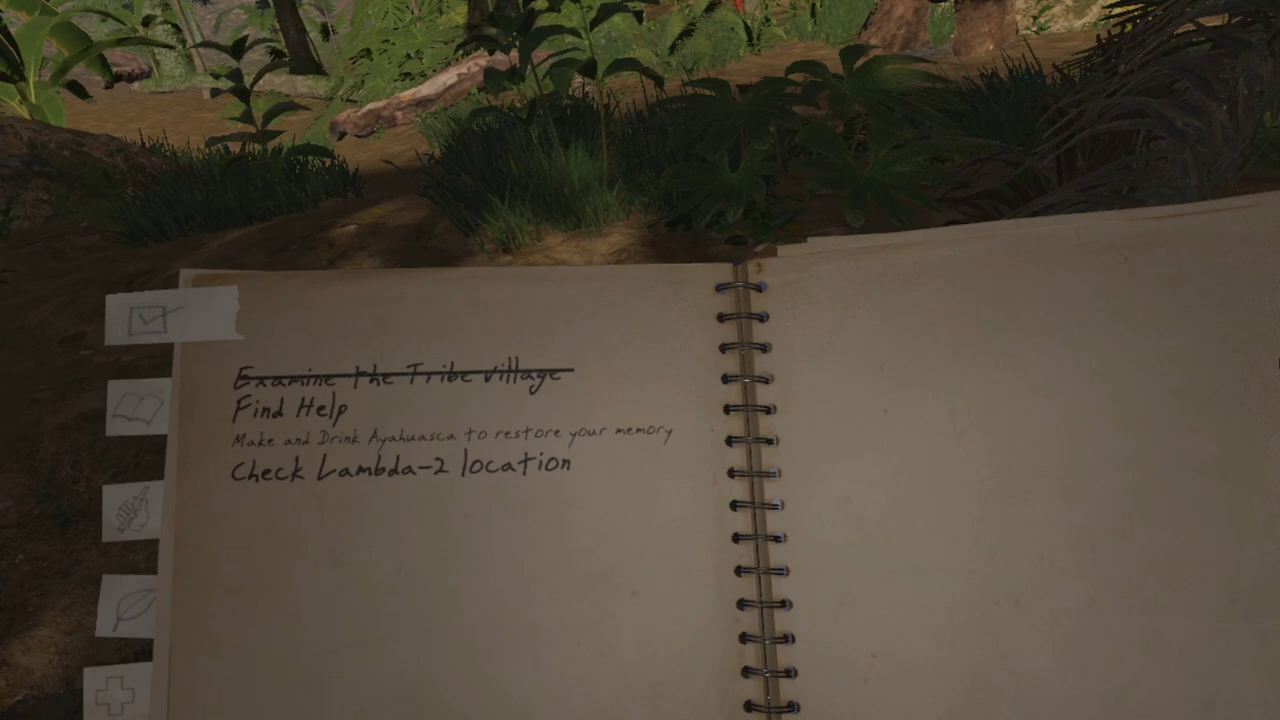 Examine the Tribe Village
Find Help
Make and Drink Ayahuasca to restore your memory
Check Lambda-2 location